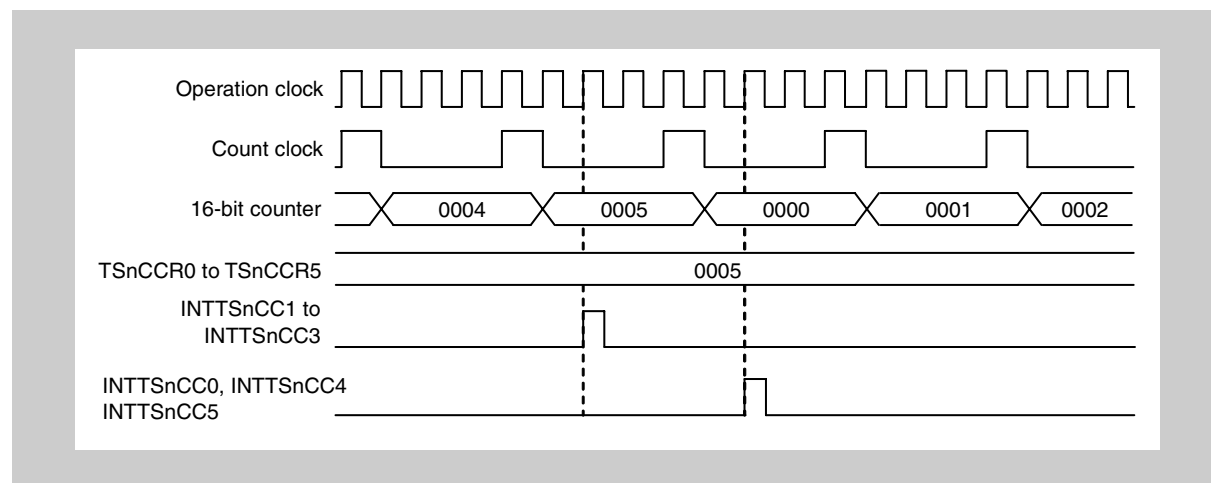 Operation clock
Count clock
16-bit counter
0004
0005
0000
0001
0002
TSnCCR0 to TSnCCR5
0005
INTTSnCC1 to
INTTSnCC3
INTTSnCC0, INTTSnCC4
INTTSnCC5